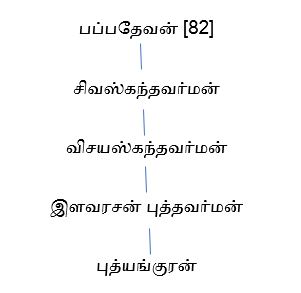 பப்பதேவன் [82]
சிவஸ்கந்தவர்மன்
விசயஸ்கந்தவர்மன்
இளவரசன் புத்தவர்மன்
புத்யங்குரன்